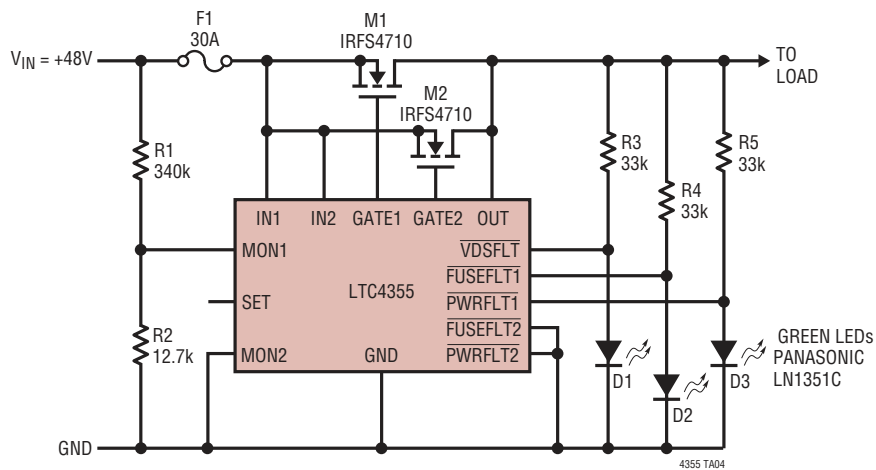 F1
30A
M1
IRFS4710
VIN = +48V
TO
LOAD
M2
IRFS4710
R1
340k
R3
33k
R5
33k
R4
33k
IN1 IN2 GATE1 GATE2 OUT
MON1
VDSFLT
FUSEFLT1
LTC4355
SET
PWRFLT1
FUSEFLT2
R2
12.7k
MON2
GND
PWRFLT2
GREEN LEDs
PANASONIC
LN1351C
D1
D3
D2
GND
4355 TA04